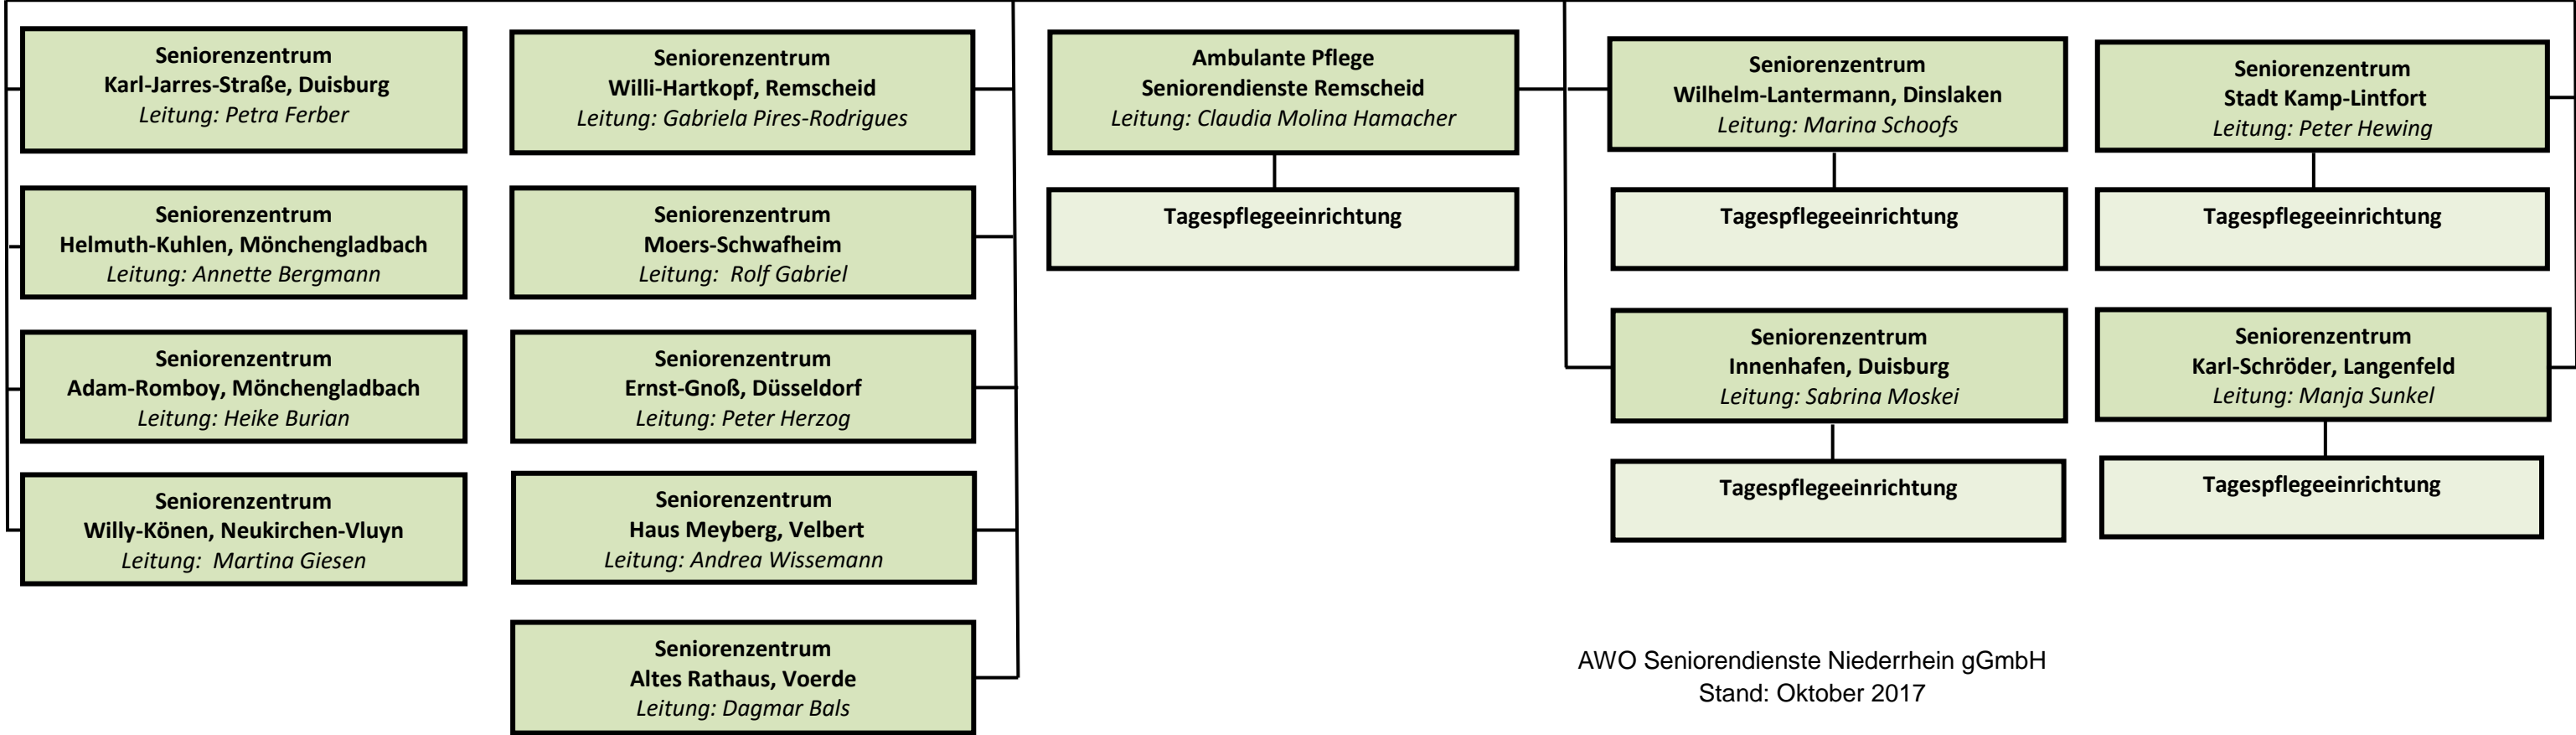 Seniorenzentrum
Karl-Jarres-Straße, Duisburg
Leitung: Petra Ferber
Seniorenzentrum
Helmuth-Kuhlen, Mönchengladbach
Leitung: Annette Bergmann
Seniorenzentrum
Adam-Romboy, Mönchengladbach
Leitung: Heike Burian
Seniorenzentrum
Willy-Könen, Neukirchen-Vluyn
Leitung: Martina Giesen
Seniorenzentrum
Willi-Hartkopf, Remscheid
Leitung: Gabriela Pires-Rodrigues
Seniorenzentrum
Moers-Schwafheim
Leitung: Rolf Gabriel
Seniorenzentrum
Ernst-Gnoß, Düsseldorf
Leitung: Peter Herzog
Seniorenzentrum
Haus Meyberg, Velbert
Leitung: Andrea Wissemann
Seniorenzentrum
Altes Rathaus, Voerde
Leitung: Dagmar Bals
Ambulante Pflege
Seniorendienste Remscheid
Leitung: Claudia Molina Hamacher
Tagespflegeeinrichtung
Seniorenzentrum
Wilhelm-Lantermann, Dinslaken
Leitung: Marina Schoofs
Tagespflegeeinrichtung
Seniorenzentrum
Innenhafen, Duisburg
Leitung: Sabrina Moskei
Tagespflegeeinrichtung
Seniorenzentrum
Stadt Kamp-Lintfort
Leitung: Peter Hewing
Tagespflegeeinrichtung
Seniorenzentrum
Karl-Schröder, Langenfeld
Leitung: Manja Sunkel
Tagespflegeeinrichtung
AWO Seniorendienste Niederrhein gGmbH
Stand: Oktober 2017